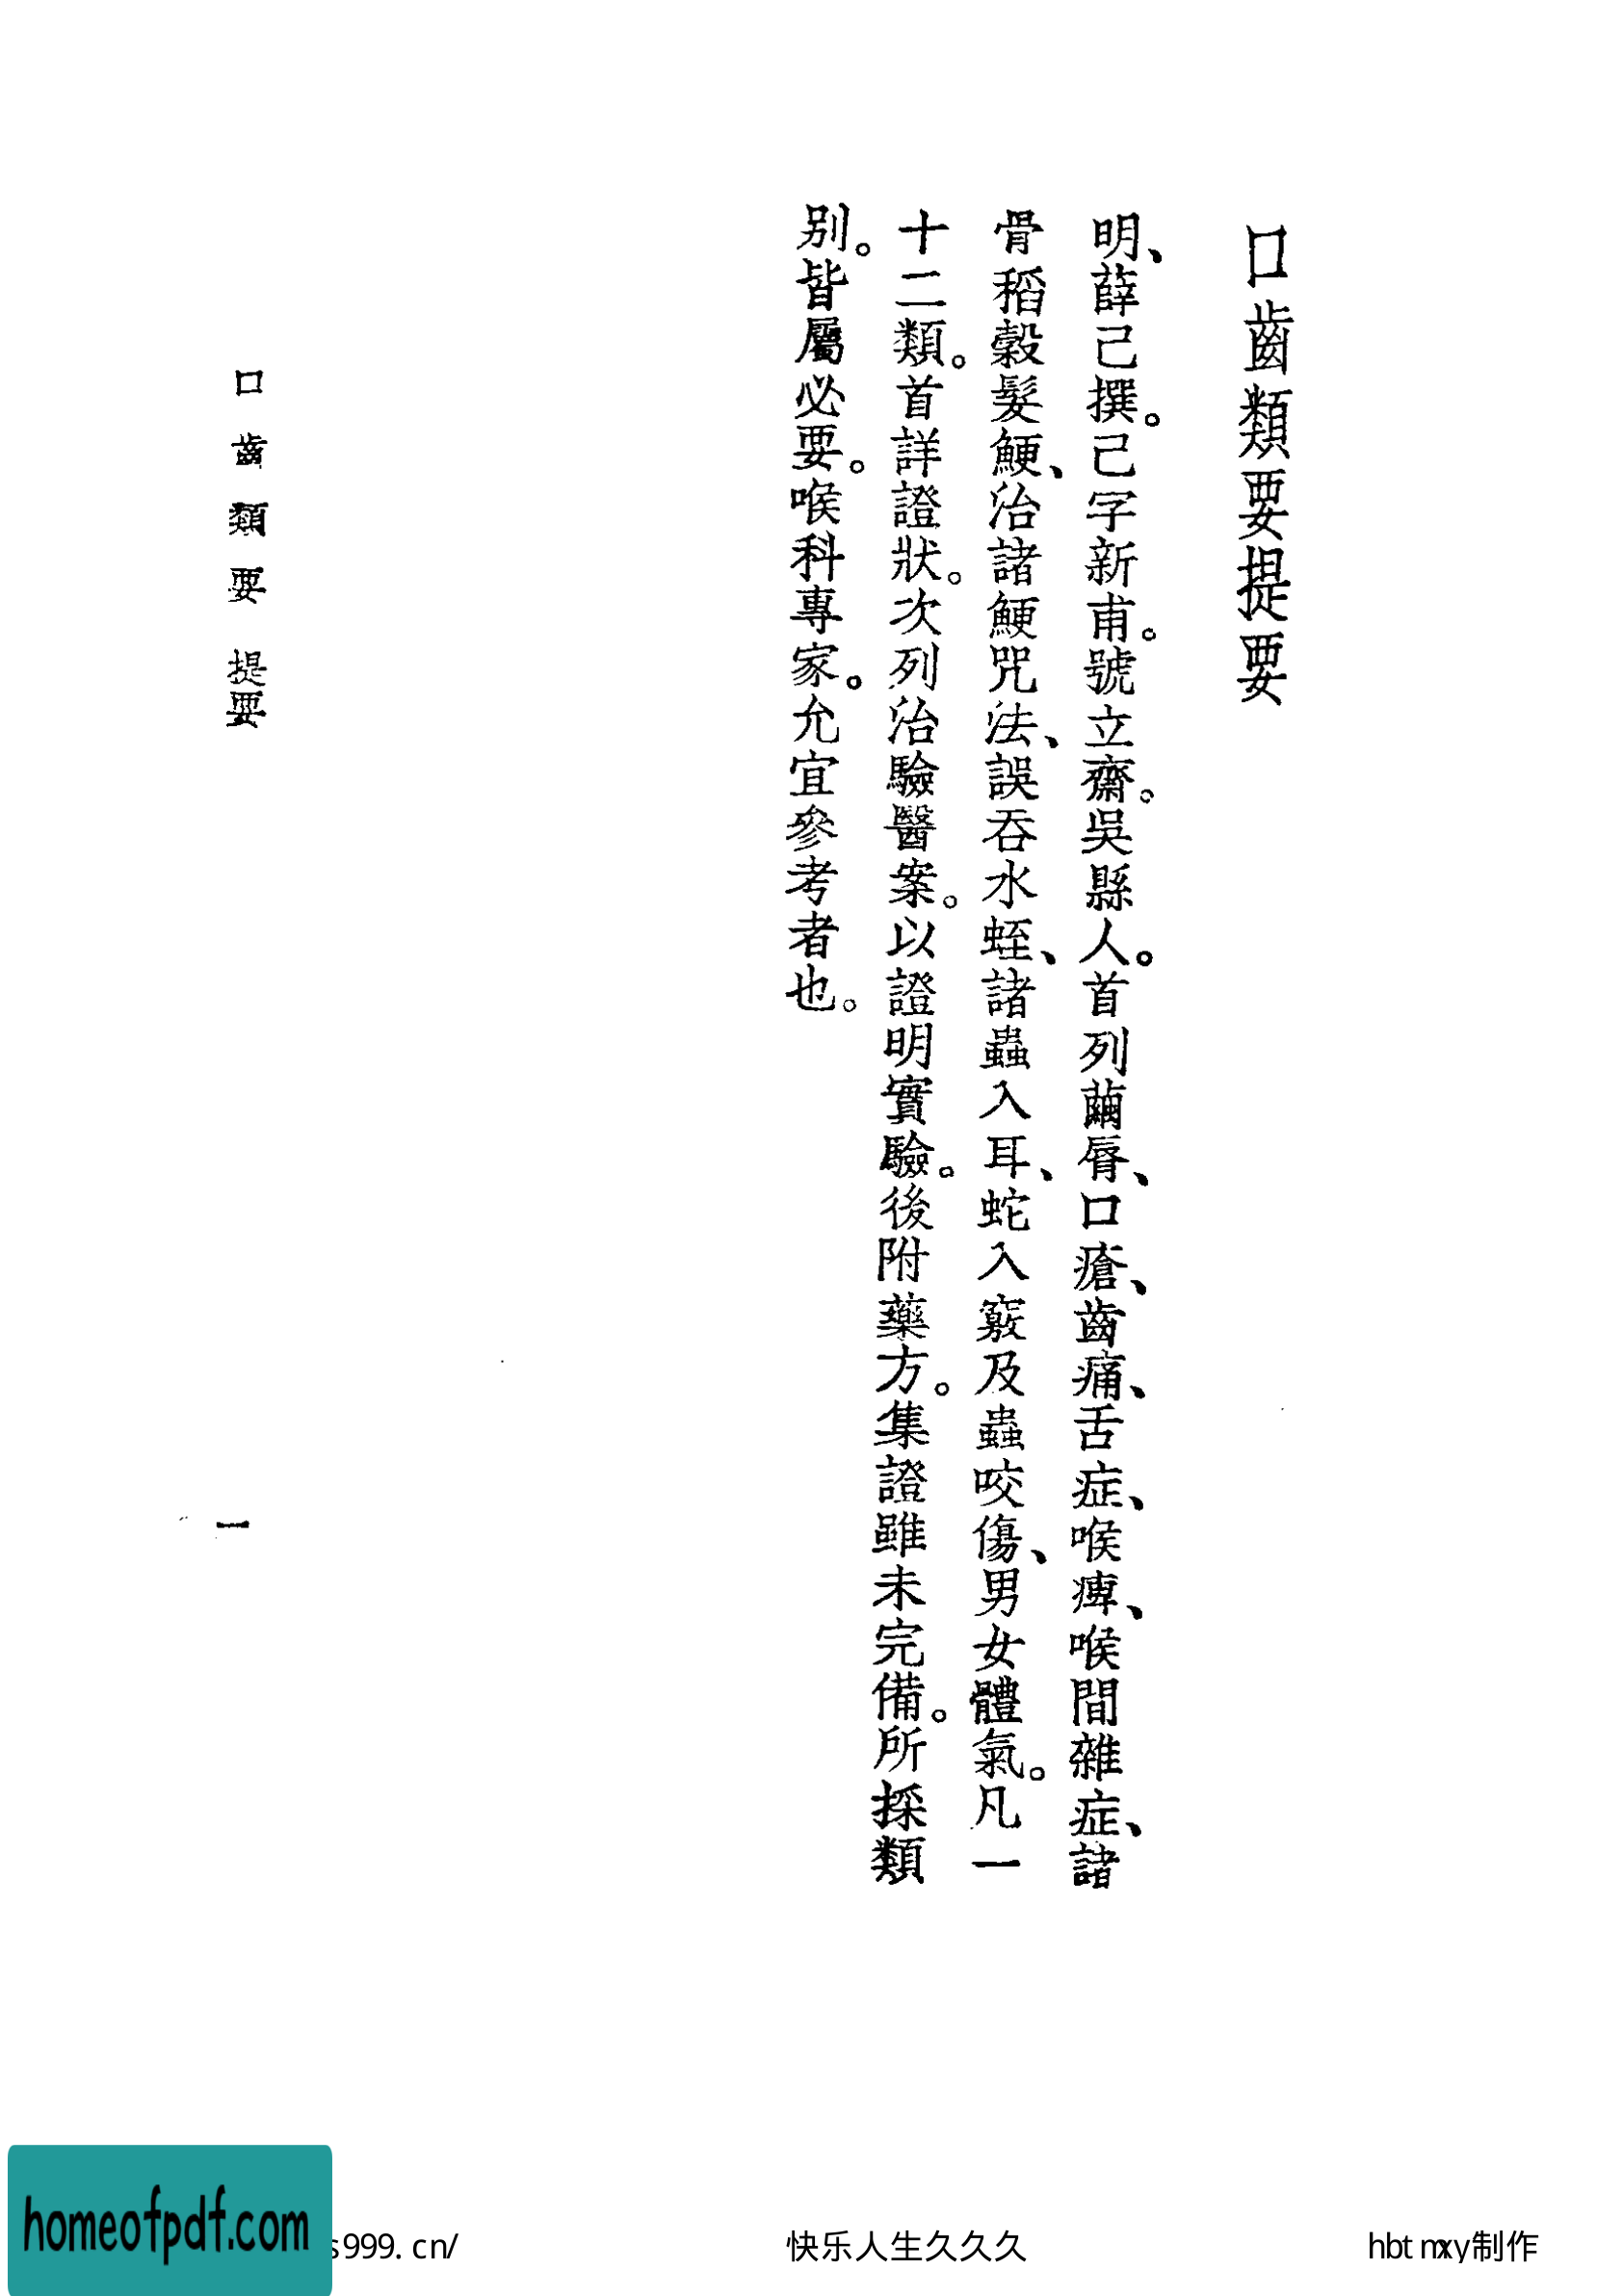 口齒類要提要
明、薛己撰。己字新甫。號立齋。吳縣人。首列繭脣、口瘡、齒痛、舌症、喉痺、喉間雜症、諸
骨稻穀髮鯁、治諸鯁咒法、誤吞水蛭、諸蟲入耳、蛇入竅及蟲咬傷、男女體氣。凡一
十二類。首詳證狀。次列治驗醫案。以證明實驗。後附藥方。集證雖未完備。所採類
别。皆屬必要。喉科專家。允宜參考者也。
口齒類要 提要
一
homeofpdf.com
s999.cn/
快乐人生久久久
hbtmxy制作